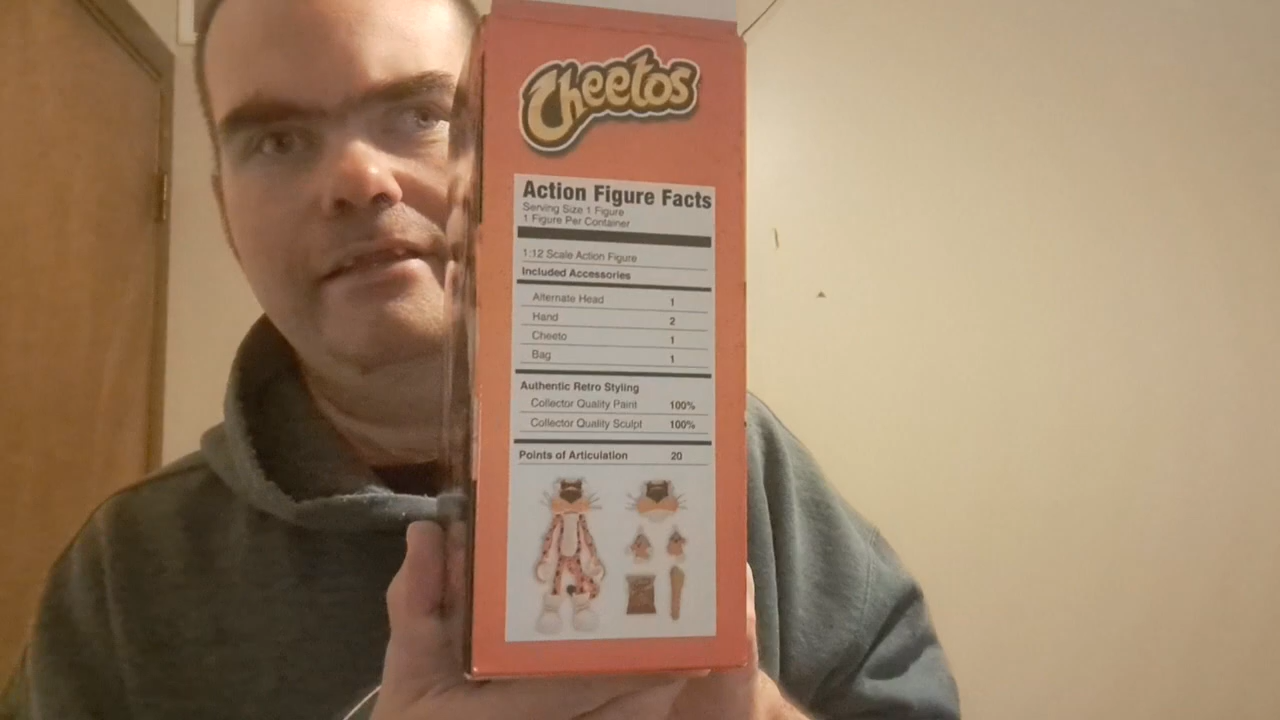 Cheetos
Action Figure Facts
Serving Size 1 Figure
1 Figure Per Container
1:12 Scale Action Figure
Included Accessories
Alternate Head 1
Hand 2
Cheeto 1
Bag 1
Authentic Retro Styling
Collector Quality Paint 100%
Collector Quality Sculpt 100%
Points of Articulation 20